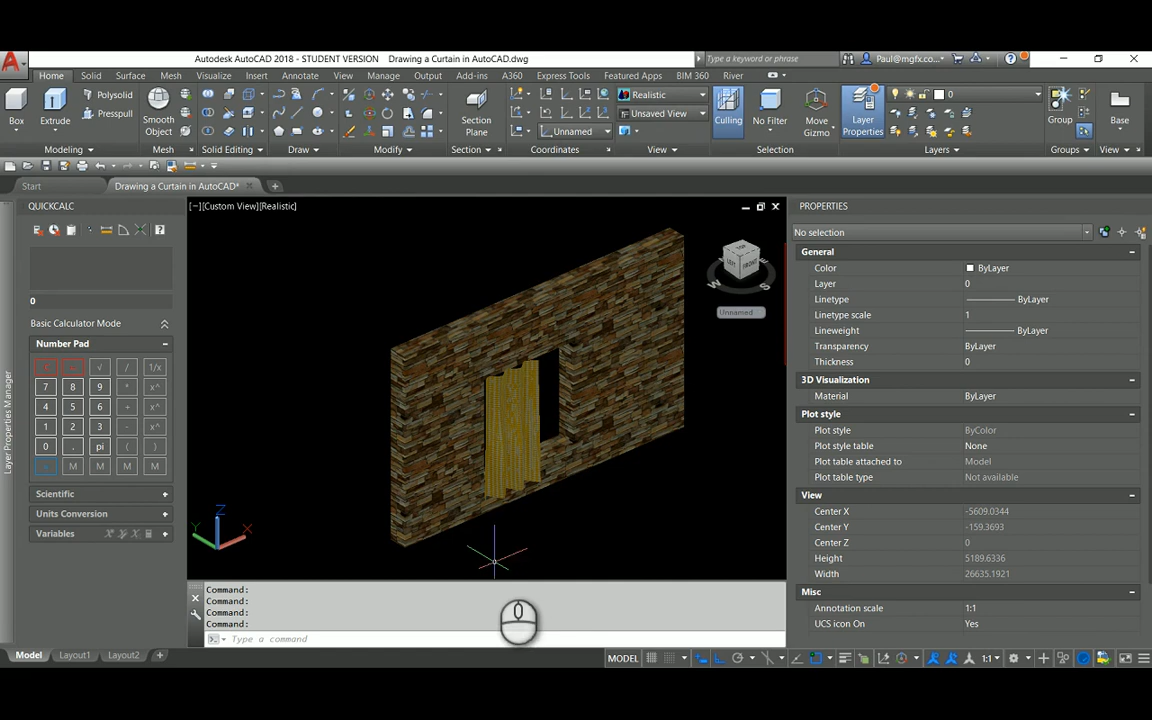 Autodesk AutoCAD 2018 - STUDENT VERSION Drawing a Curtain in AutoCAD.dwg
Type a keyword or phrase
Paul@mgfx.co...
Home Solid Surface Mesh Visualize Insert Annotate View Manage Output Add-ins A360 Express Tools Featured Apps BIM 360 River
Box
Extrude
Polysolid
Presspull
Smooth
Object
Section
Plane
Unnamed
Realistic
Unsaved View
Culling
No Filter
Move
Gizmo
Layer
Properties
0
Group
Base
Modeling Mesh Solid Editing Draw Modify Section Coordinates View Selection Layers Groups View
Start
Drawing a Curtain in AutoCAD*
QUICKCALC
[−][Custom View][Realistic]
PROPERTIES
No selection
General
Color ByLayer
Layer 0
Linetype ByLayer
Linetype scale 1
Lineweight ByLayer
Transparency ByLayer
Thickness 0
3D Visualization
Material ByLayer
Plot style
Plot style ByColor
Plot style table None
Plot table attached to Model
Plot table type Not available
View
Center X -5609.0344
Center Y -159.3693
Center Z 0
Height 5189.6336
Width 26635.1921
Misc
Annotation scale 1:1
UCS icon On Yes
0
Basic Calculator Mode
Number Pad
√ / 1/x
7 8 9 * x^
4 5 6 + x^
1 2 3 - x^
0 . pi ( )
= M M M M
Scientific
Units Conversion
Variables
Layer Properties Manager
TOP
LEFT FRONT
W S
Unnamed
Z
Y X
Command:
Command:
Command:
Command:
Type a command
Model Layout1 Layout2
MODEL
1:1